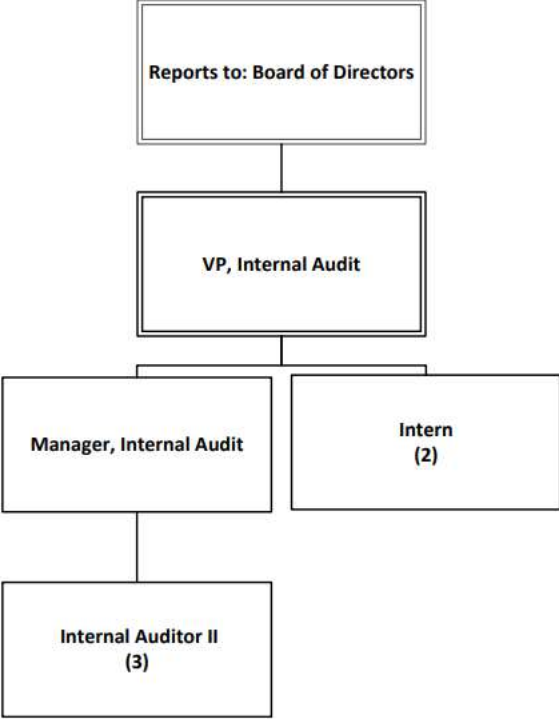 Reports to: Board of Directors
VP, Internal Audit
Manager, Internal Audit
Intern
(2)
Internal Auditor II
(3)